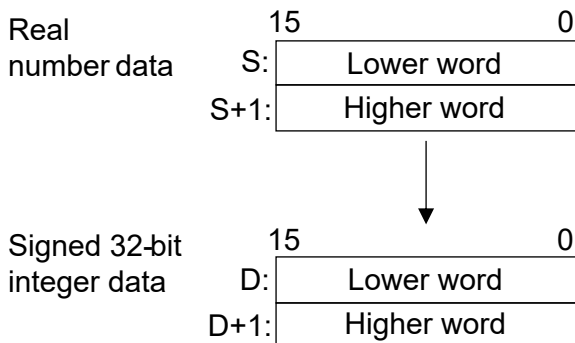 Real
number data
15 0
S: Lower word
S+1: Higher word
Signed 32-bit
integer data
15 0
D: Lower word
D+1: Higher word